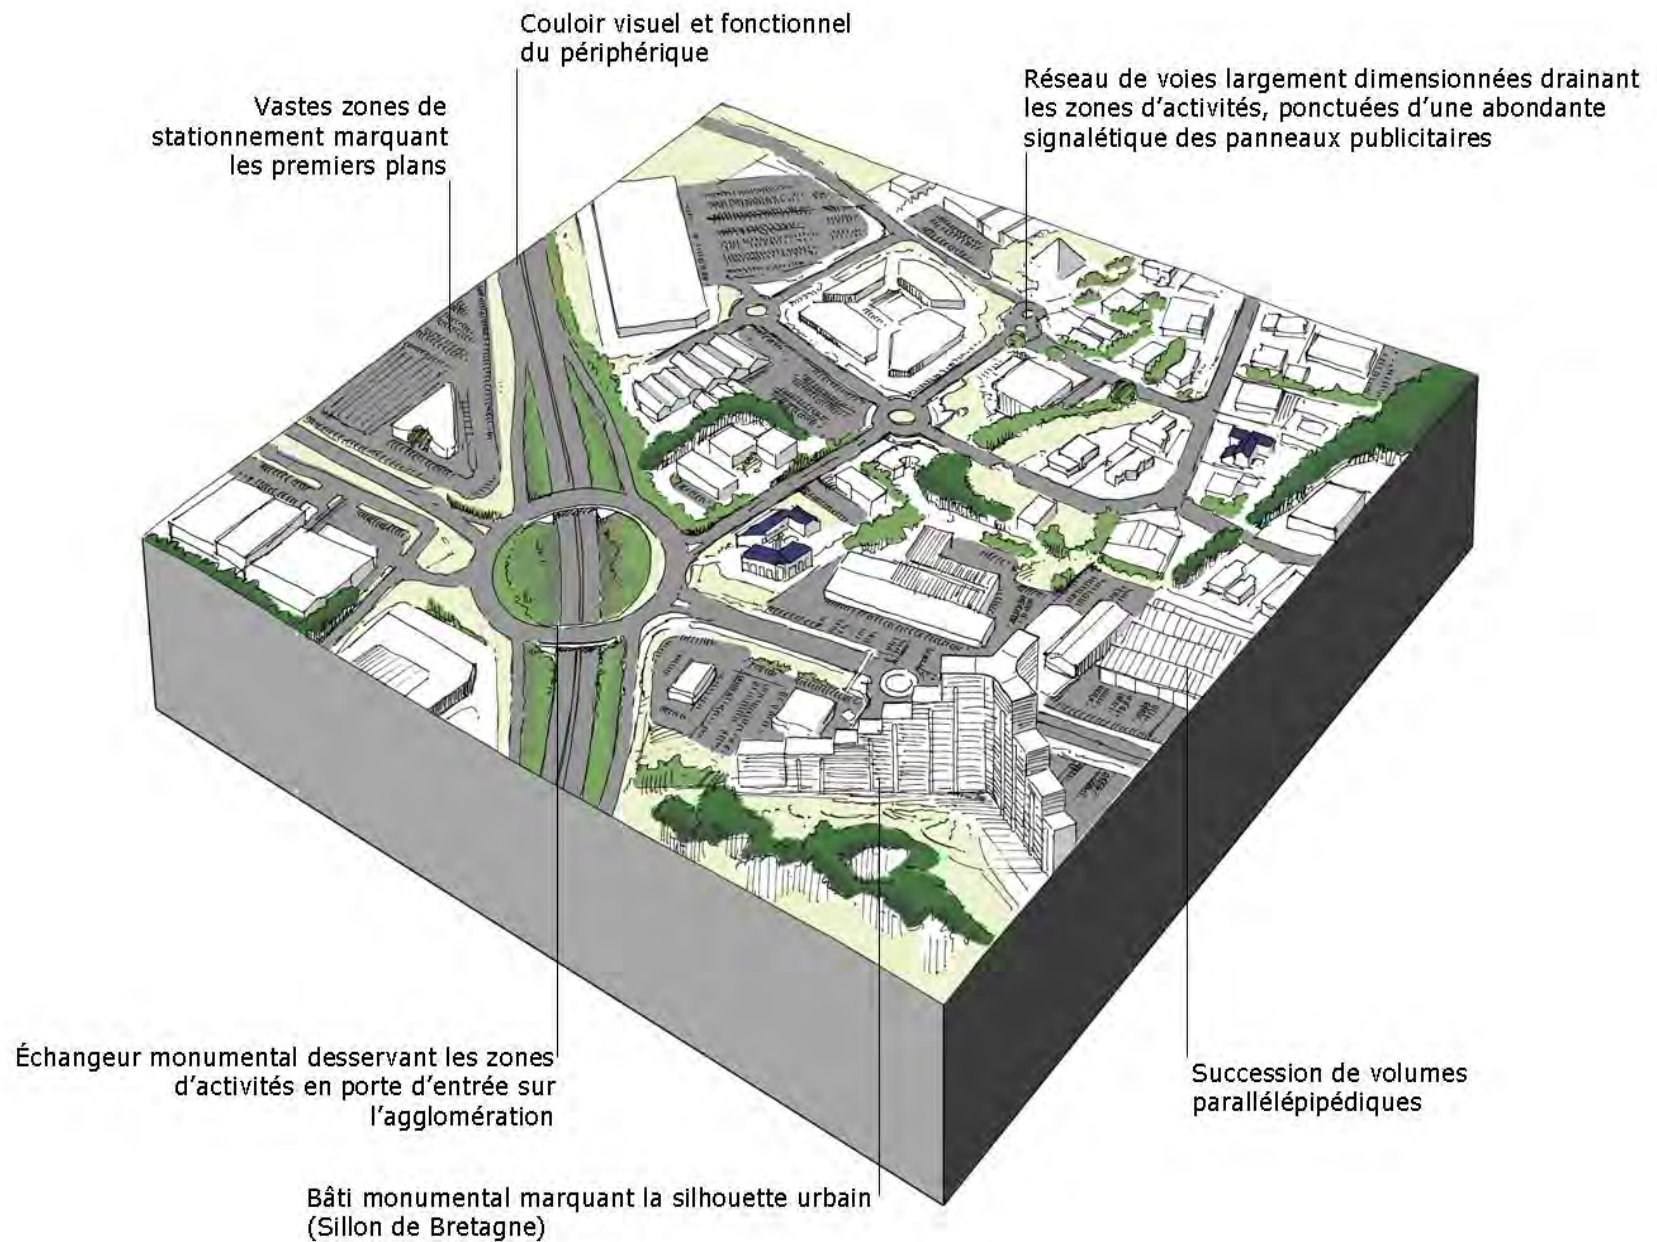 Couloir visuel et fonctionnel
du périphérique
Réseau de voies largement dimensionnées drainant
les zones d'activités, ponctuées d'une abondante
signalétique des panneaux publicitaires
Vastes zones de
stationnement marquant
les premiers plans
Échangeur monumental desservant les zones
d'activités en porte d'entrée sur
l'agglomération
Succession de volumes
parallélépipédiques
Bâti monumental marquant la silhouette urbain
(Sillon de Bretagne)